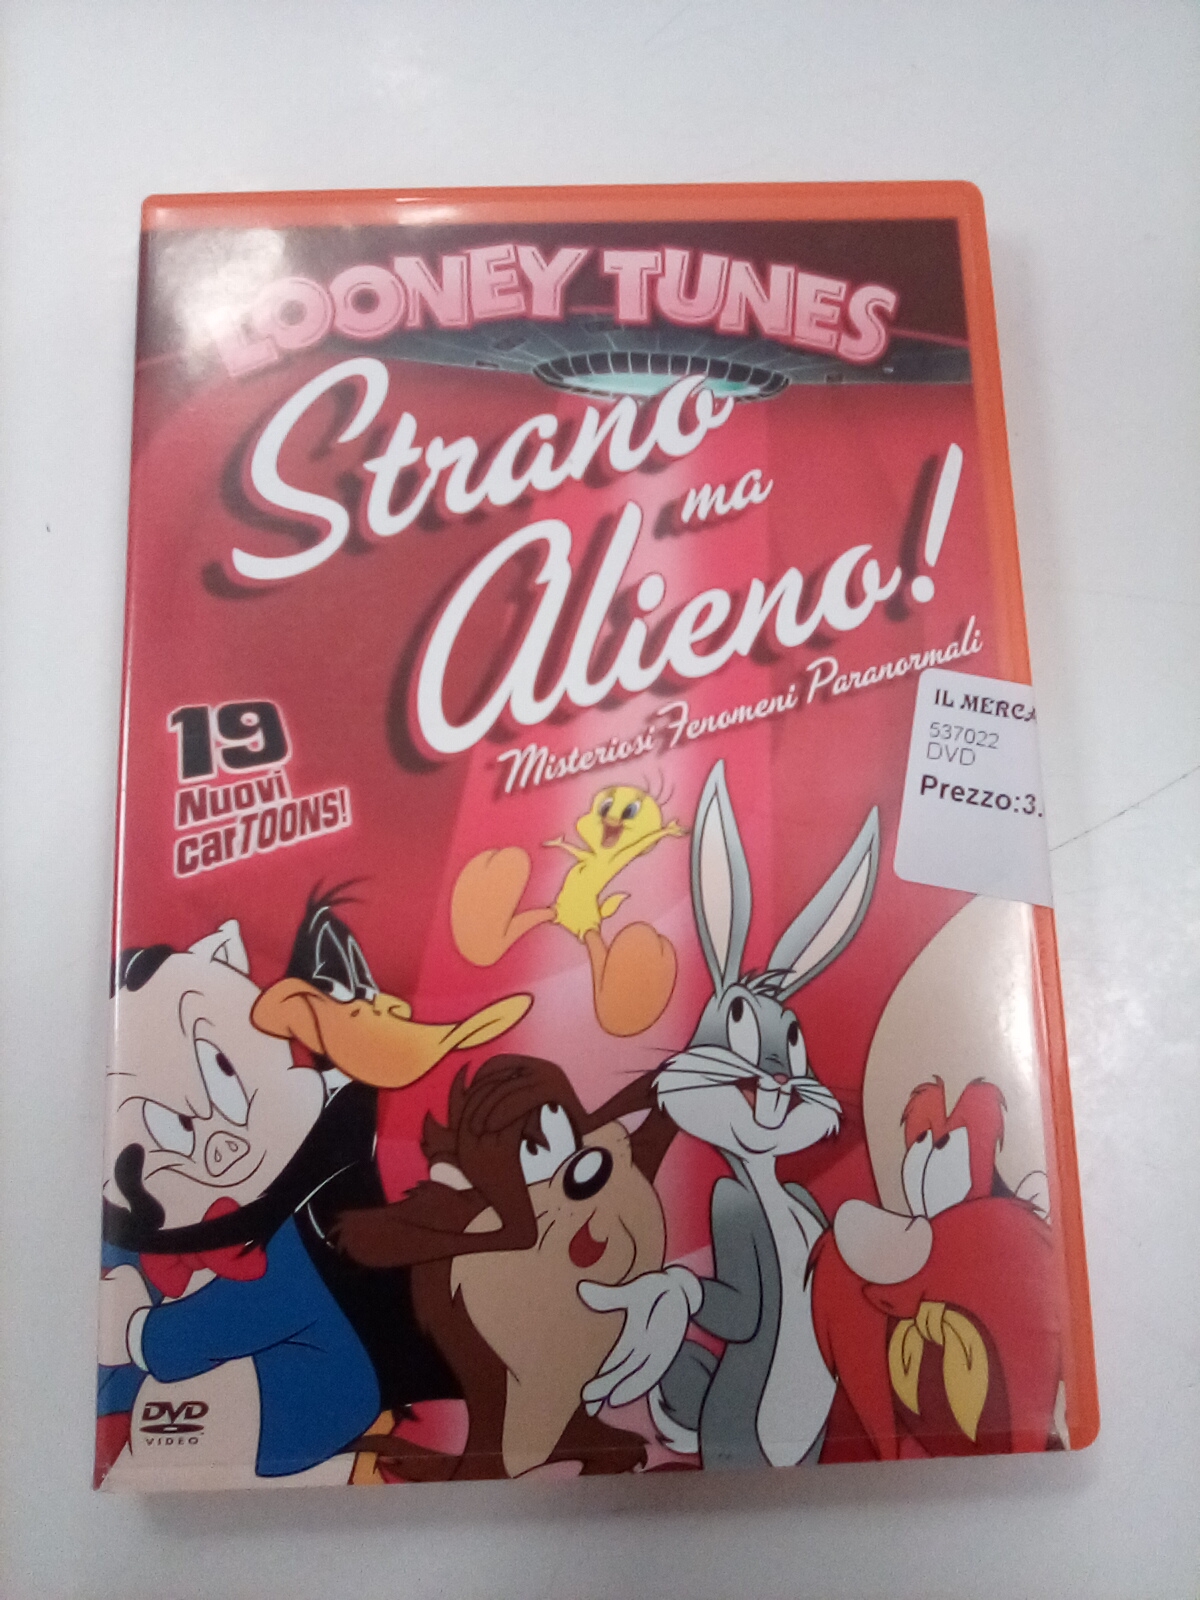 LOONEY TUNES
Strano
ma
Alieno!
Misteriosi Fenomeni Paranormali
19
Nuovi
carTOONS!
IL MERCA
537022
DVD
Prezzo:3.
DVD
VIDEO